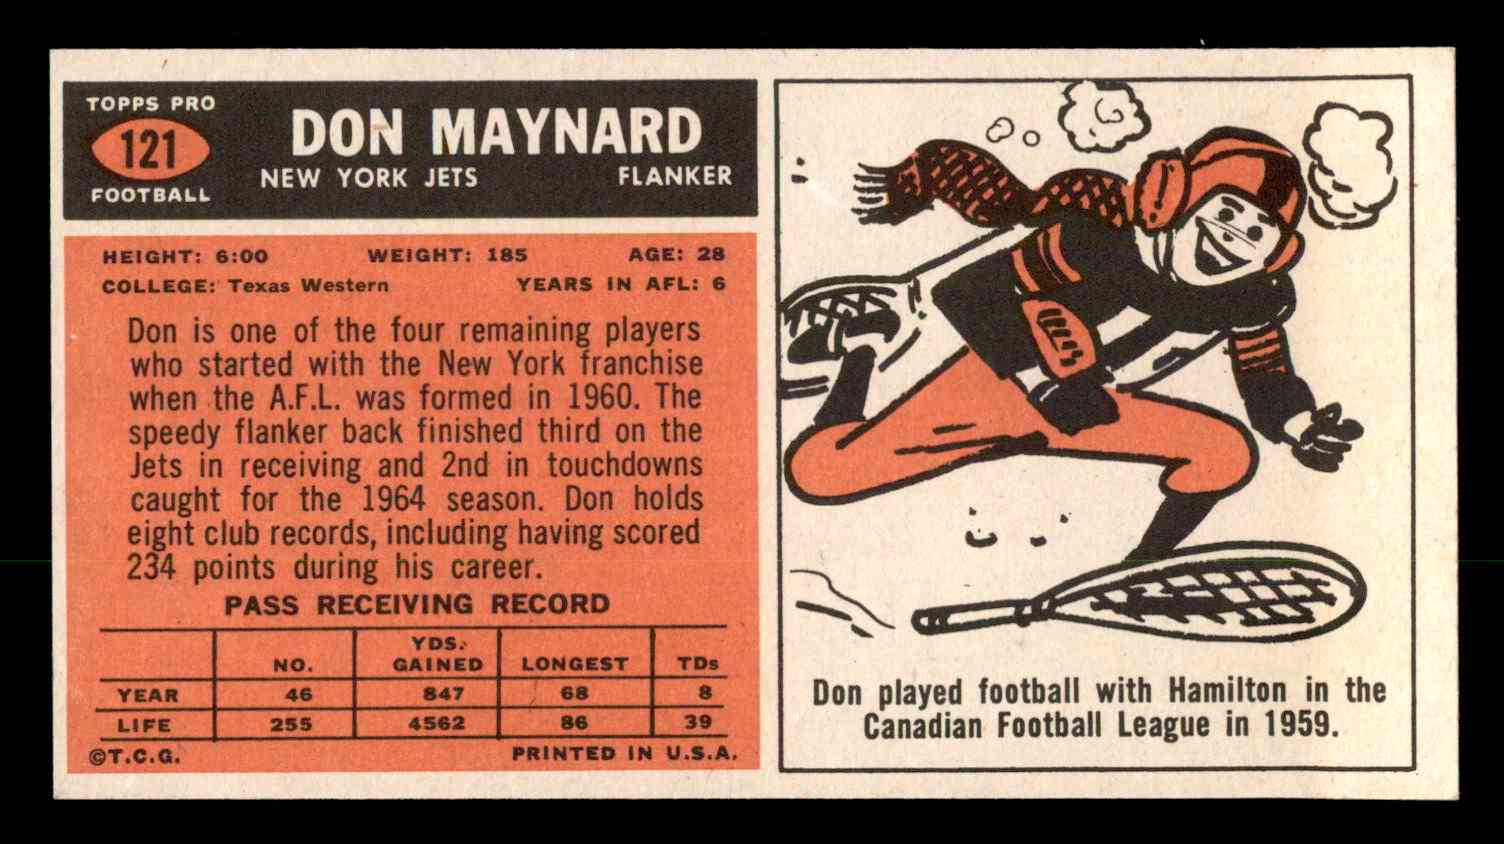 TOPPS PRO
121
FOOTBALL
DON MAYNARD
NEW YORK JETS FLANKER
HEIGHT: 6:00 WEIGHT: 185 AGE: 28
COLLEGE: Texas Western YEARS IN AFL: 6
Don is one of the four remaining players
who started with the New York franchise
when the A.F.L. was formed in 1960. The
speedy flanker back finished third on the
Jets in receiving and 2nd in touchdowns
caught for the 1964 season. Don holds
eight club records, including having scored
234 points during his career.
PASS RECEIVING RECORD
NO. YDS. GAINED LONGEST TDs
YEAR 46 847 68 8
LIFE 255 4562 86 39
©T.C.G. PRINTED IN U.S.A.
Don played football with Hamilton in the
Canadian Football League in 1959.